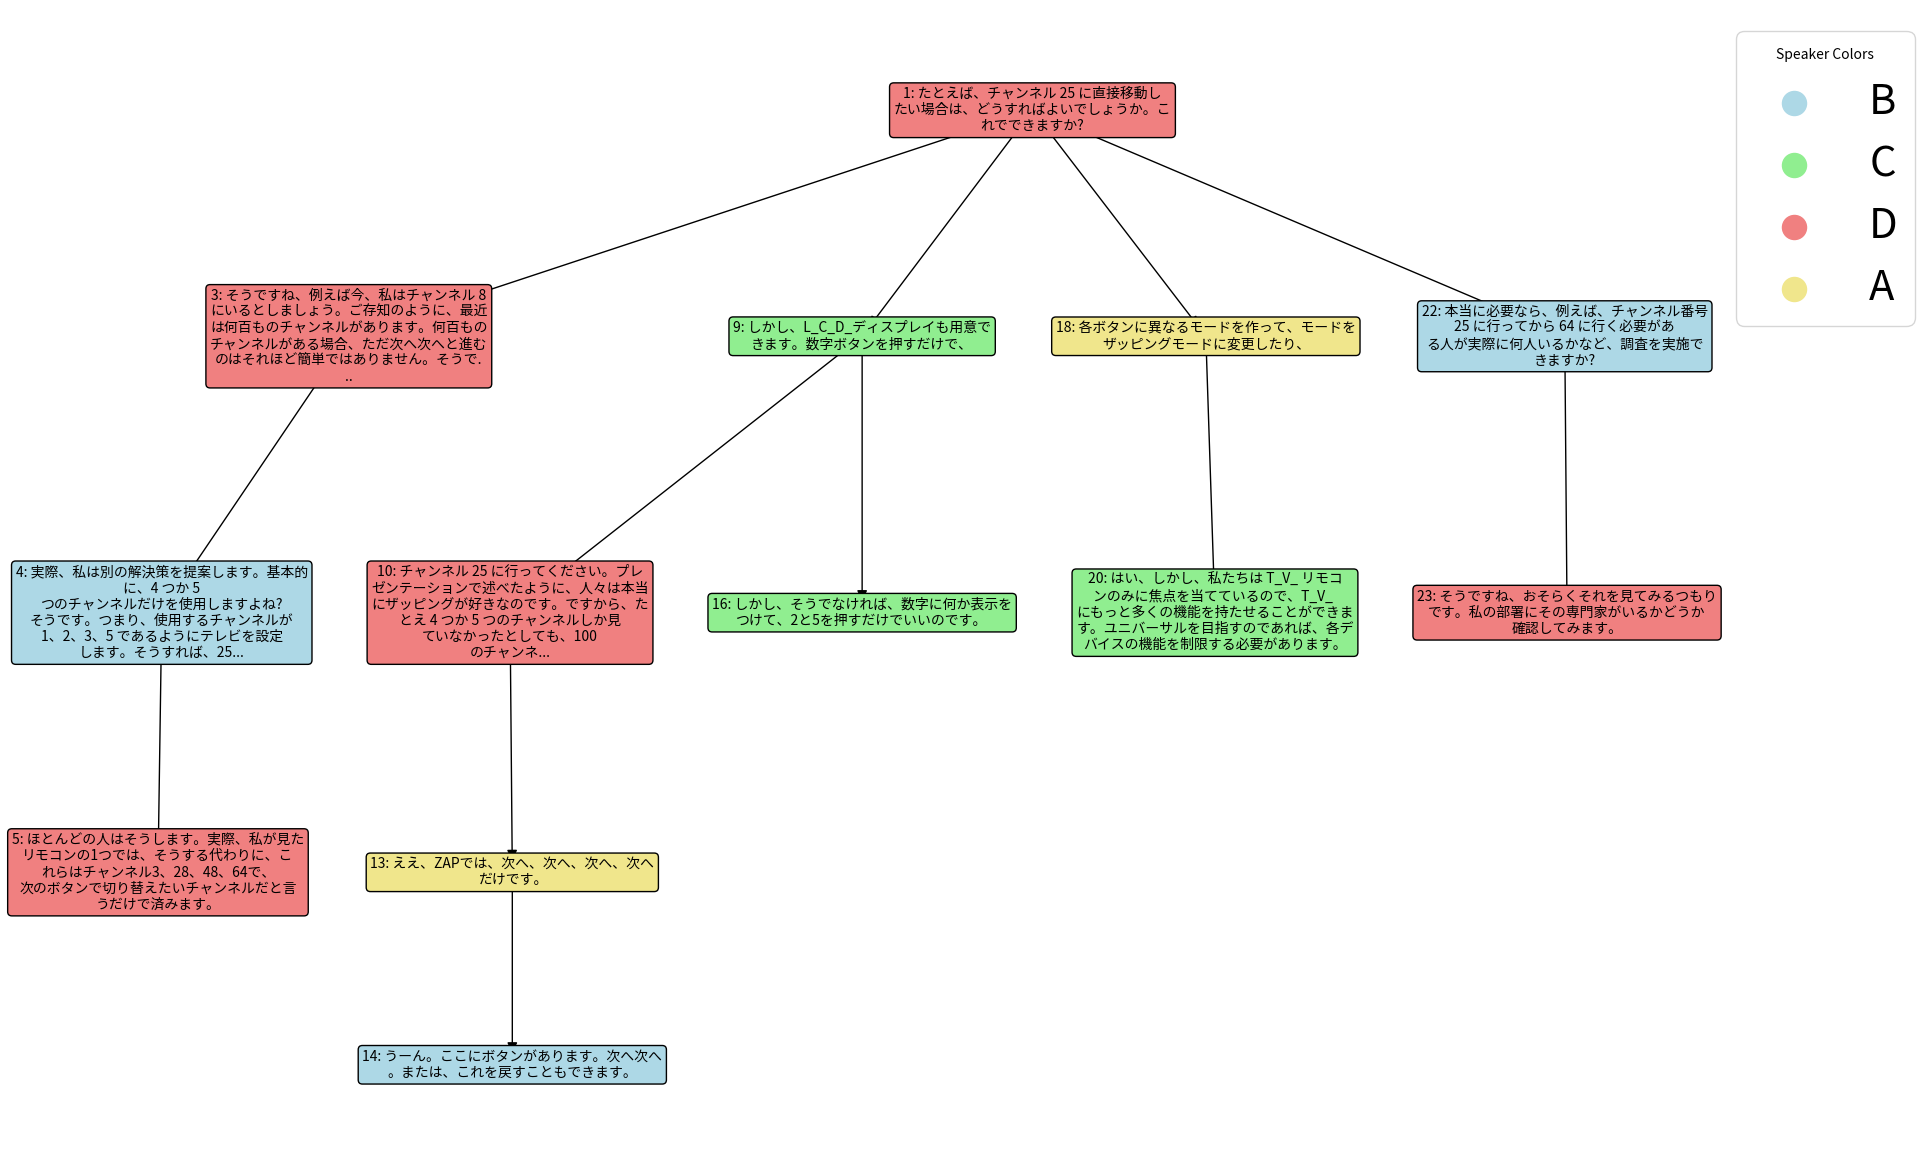 Speaker Colors
B
C
D
A
1: たとえば、チャンネル 25 に直接移動し
たい場合は、どうすればよいでしょうか。こ
れでできますか?
3: そうですね、例えば今、私はチャンネル 8
にいるとしましょう。ご存知のように、最近
は何百ものチャンネルがあります。何百もの
チャンネルがある場合、ただ次へ次へと進む
のはそれほど簡単ではありません。そうで.
..
9: しかし、L_C_D_ディスプレイも用意で
きます。数字ボタンを押すだけで、
18: 各ボタンに異なるモードを作って、モードを
ザッピングモードに変更したり、
22: 本当に必要なら、例えば、チャンネル番号
25 に行ってから 64 に行く必要があ
る人が実際に何人いるかなど、調査を実施で
きますか?
4: 実際、私は別の解決策を提案します。基本的
に、4 つか 5
つのチャンネルだけを使用しますよね?
そうです。つまり、使用するチャンネルが
1、2、3、5 であるようにテレビを設定
します。そうすれば、25...
10: チャンネル 25 に行ってください。プレ
ゼンテーションで述べたように、人々は本当
にザッピングが好きなのです。ですから、た
とえ 4 つか 5 つのチャンネルしか見
ていなかったとしても、100
のチャンネ...
16: しかし、そうでなければ、数字に何か表示を
つけて、2と5を押すだけでいいのです。
20: はい、しかし、私たちは T_V_ リモコ
ンのみに焦点を当てているので、T_V_
にもっと多くの機能を持たせることができま
す。ユニバーサルを目指すのであれば、各デ
バイスの機能を制限する必要があります。
23: そうですね、おそらくそれを見てみるつもり
です。私の部署にその専門家がいるかどうか
確認してみます。
5: ほとんどの人はそうします。実際、私が見た
リモコンの1つでは、そうする代わりに、こ
れらはチャンネル3、28、48、64で、
次のボタンで切り替えたいチャンネルだと言
うだけで済みます。
13: ええ、ZAPでは、次へ、次へ、次へ、次へ
だけです。
14: うーん。ここにボタンがあります。次へ次へ
。または、これを戻すこともできます。